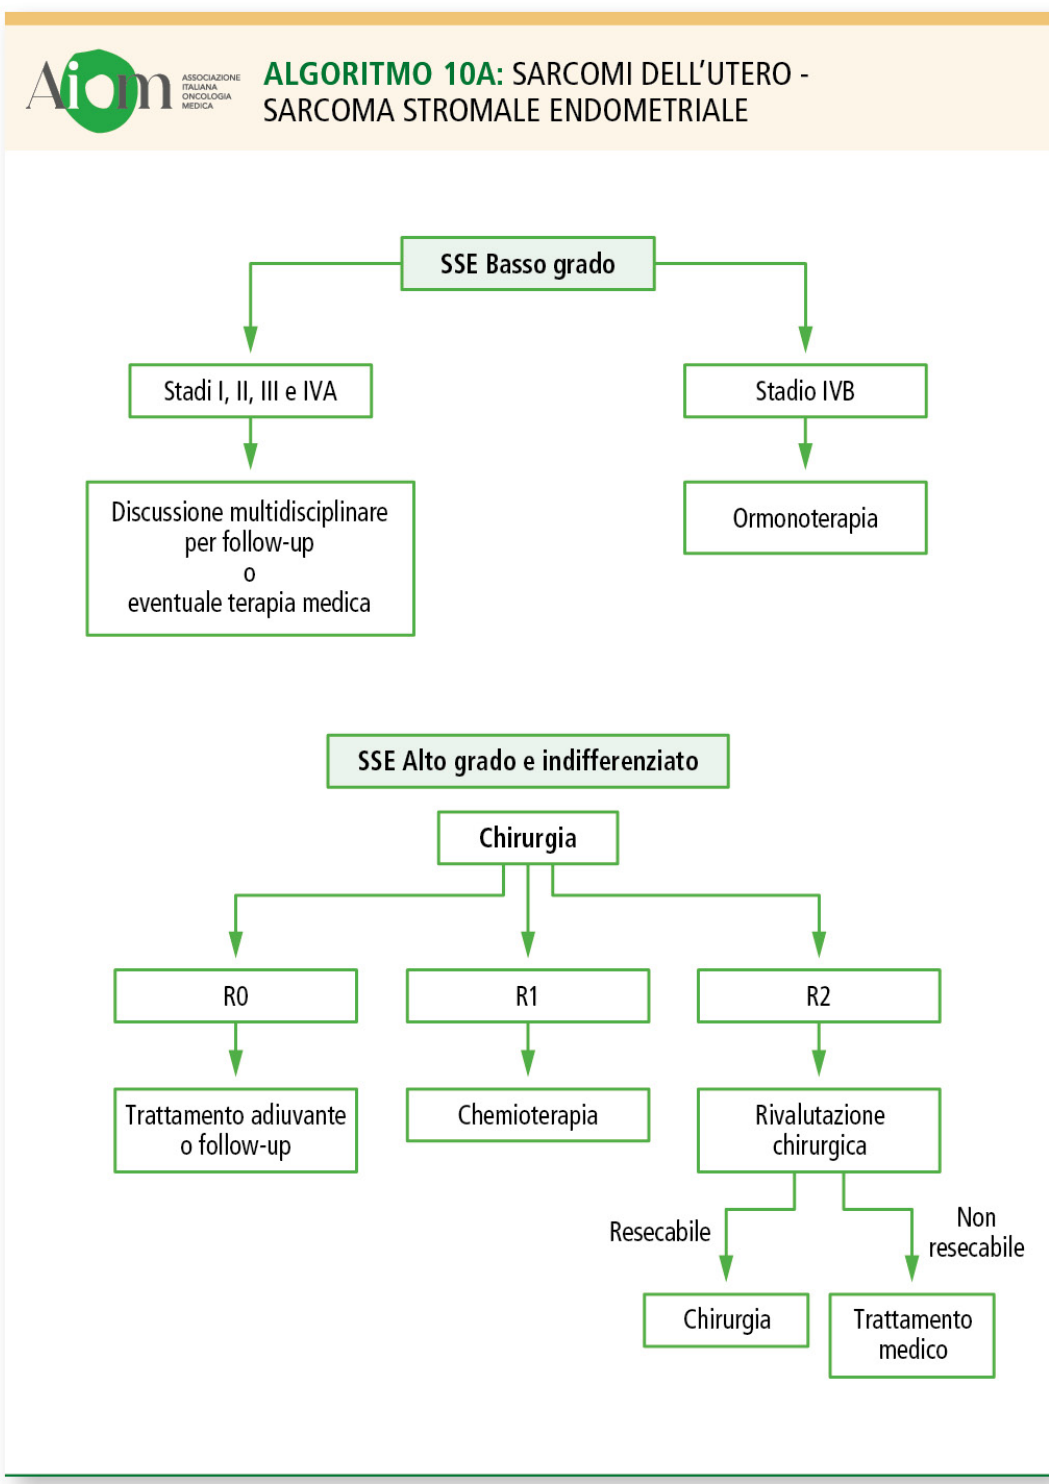 Aiom
ASSOCIAZIONE
ITALIANA
ONCOLOGIA
MEDICA
ALGORITMO 10A: SARCOMI DELL'UTERO -
SARCOMA STROMALE ENDOMETRIALE
SSE Basso grado
Stadi I, II, III e IVA
Stadio IVB
Discussione multidisciplinare
per follow-up
o
eventuale terapia medica
Ormonoterapia
SSE Alto grado e indifferenziato
Chirurgia
R0
R1
R2
Trattamento adiuvante
o follow-up
Chemioterapia
Rivalutazione
chirurgica
Resecabile
Non
resecabile
Chirurgia
Trattamento
medico